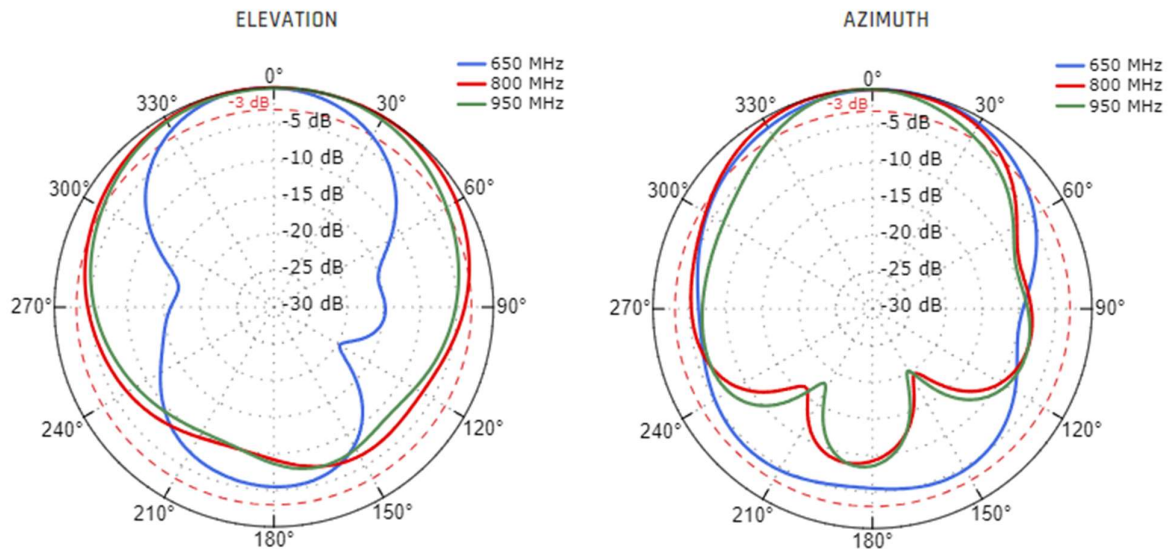 ELEVATION
650 MHz
800 MHz
950 MHz
0°
30°
60°
90°
120°
150°
180°
210°
240°
270°
300°
330°
-3 dB
-5 dB
-10 dB
-15 dB
-20 dB
-25 dB
-30 dB
AZIMUTH
650 MHz
800 MHz
950 MHz
0°
30°
60°
90°
120°
150°
180°
210°
240°
270°
300°
330°
-3 dB
-5 dB
-10 dB
-15 dB
-20 dB
-25 dB
-30 dB